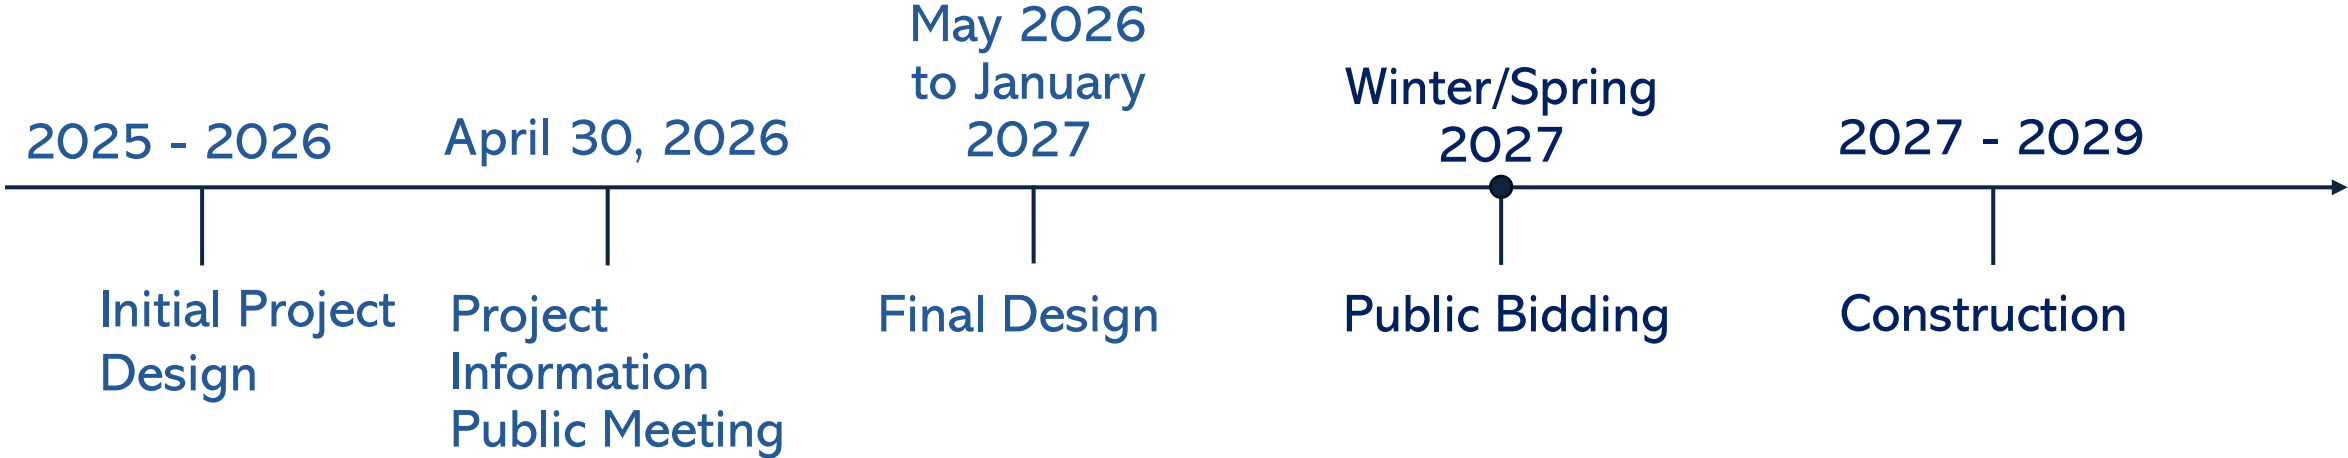 2025 - 2026
Initial Project
Design
April 30, 2026
Project
Information
Public Meeting
May 2026
to January
2027
Final Design
Winter/Spring
2027
Public Bidding
2027 - 2029
Construction